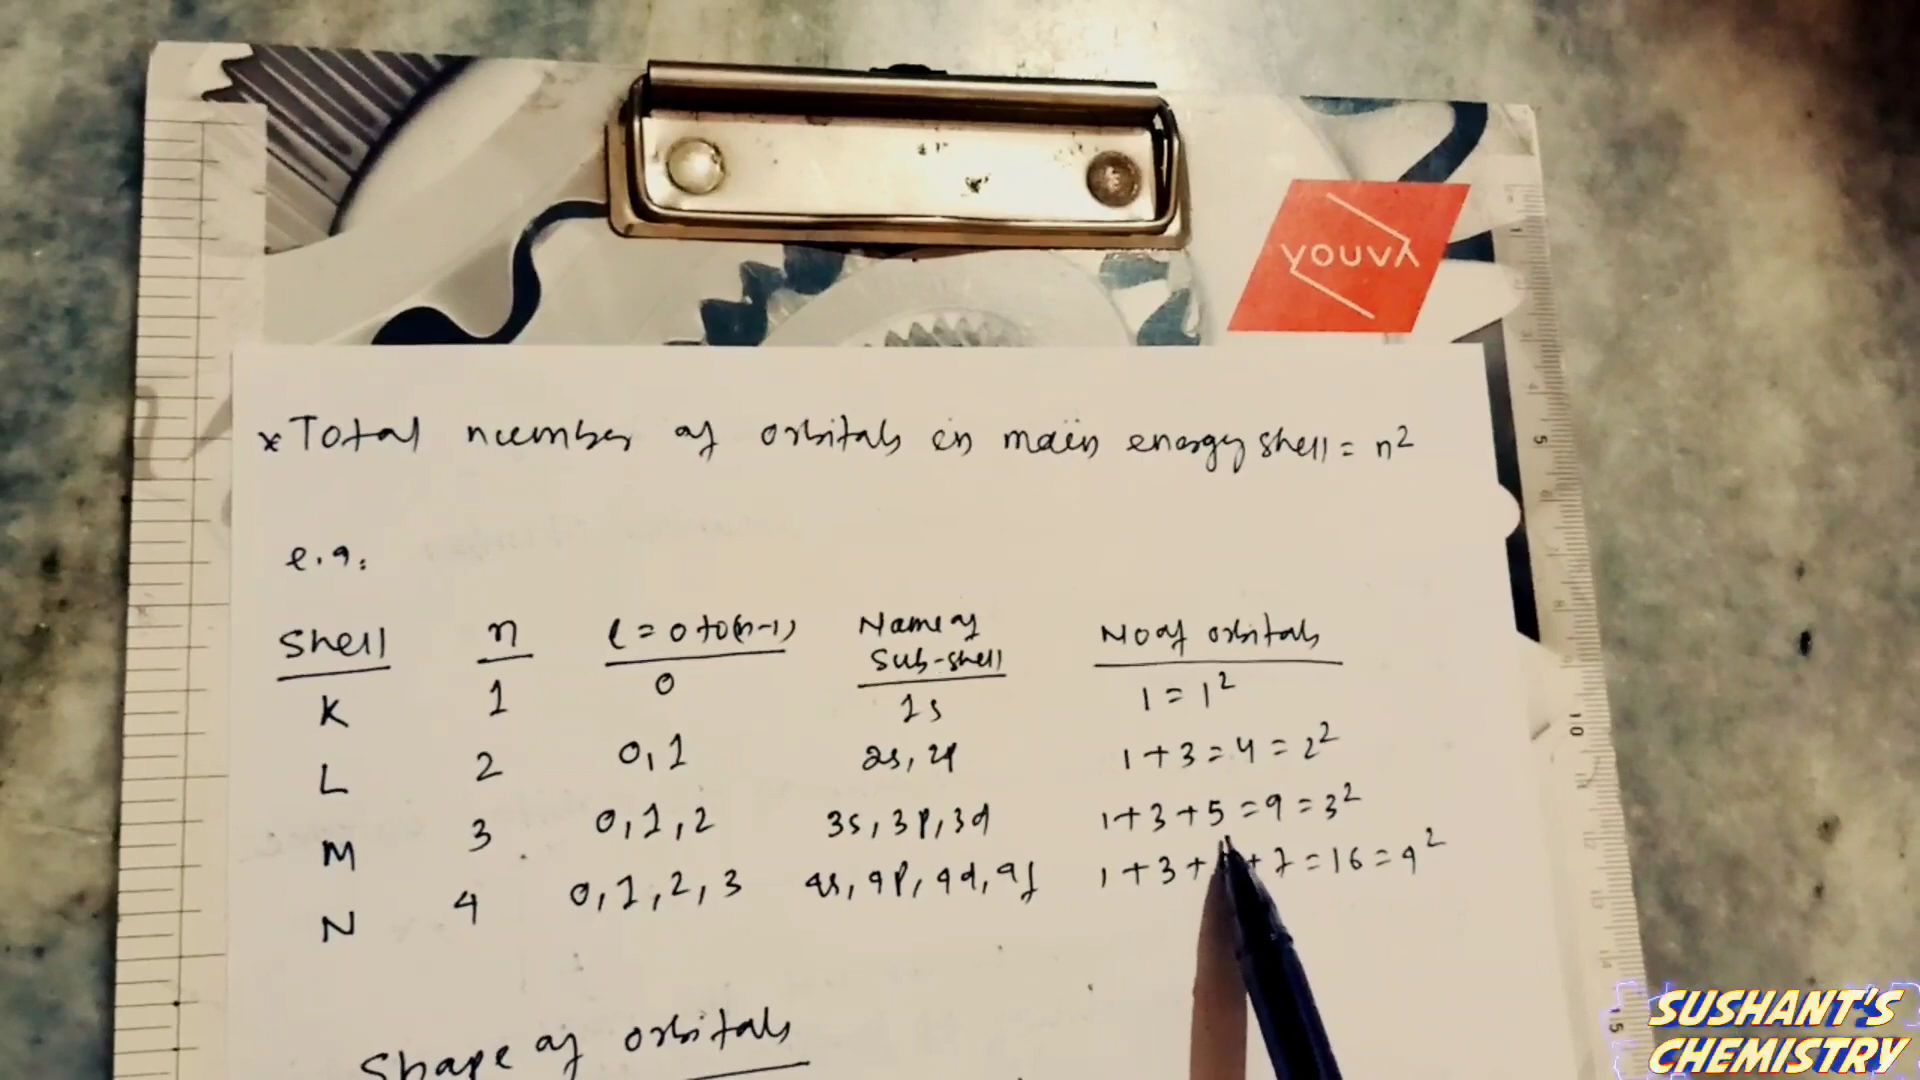 youva
* Total number of orbitals in main energy shell = n²
e.g.
Shell n l = 0 to (n-1) Name of Sub-shell No of orbitals
K 1 0 1s 1 = 1²
L 2 0,1 2s, 2p 1+3 = 4 = 2²
M 3 0,1,2 3s, 3p, 3d 1+3+5 = 9 = 3²
N 4 0,1,2,3 4s, 4p, 4d, 4f 1+3+ +7 = 16 = 4²
Shape of orbitals
SUSHANT'S
CHEMISTRY